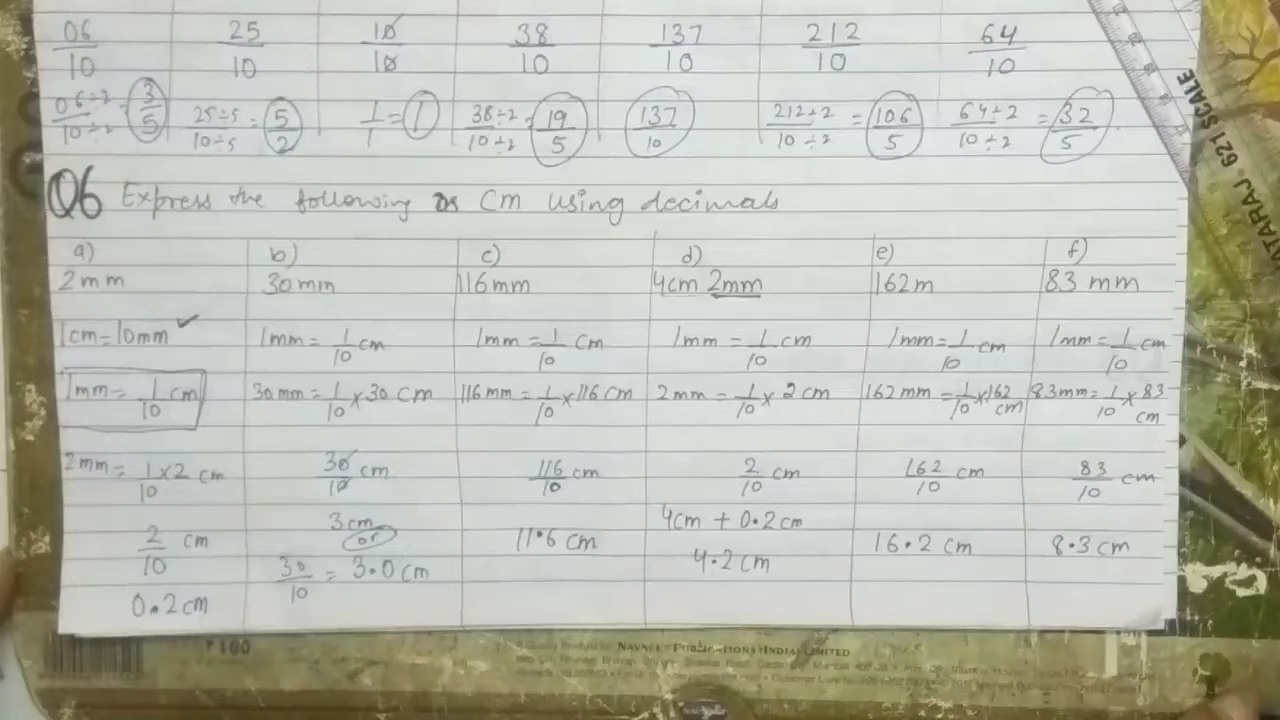 06/10 25/10 10/10 38/10 137/10 212/10 64/10
06÷2/10÷2 = 3/5 25÷5/10÷5 = 5/2 1/1 = 1 38÷2/10÷2 = 19/5 137/10 212÷2/10÷2 = 106/5 64÷2/10÷2 = 32/5
Q6 Express the following as cm using decimals
a) b) c) d) e) f)
2mm 30mm 116mm 4cm 2mm 162m 83 mm
1cm=10mm ✓ 1mm = 1/10 cm 1mm = 1/10 cm 1mm = 1/10 cm 1mm = 1/10 cm 1mm = 1/10 cm
1mm = 1/10 cm 30mm = 1/10 × 30 cm 116mm = 1/10 × 116 cm 2mm = 1/10 × 2 cm 162mm = 1/10 × 162 cm 83mm = 1/10 × 83 cm
2mm = 1/10 × 2 cm 30/10 cm 116/10 cm 2/10 cm 162/10 cm 83/10 cm
3cm 4cm + 0.2cm
2/10 cm or 11.6 cm 16.2 cm 8.3 cm
30/10 = 3.0 cm 4.2 cm
0.2cm
621 SCALE
ATARAJ
₹100
NAVNEET PUBLICATIONS (INDIA) LIMITED